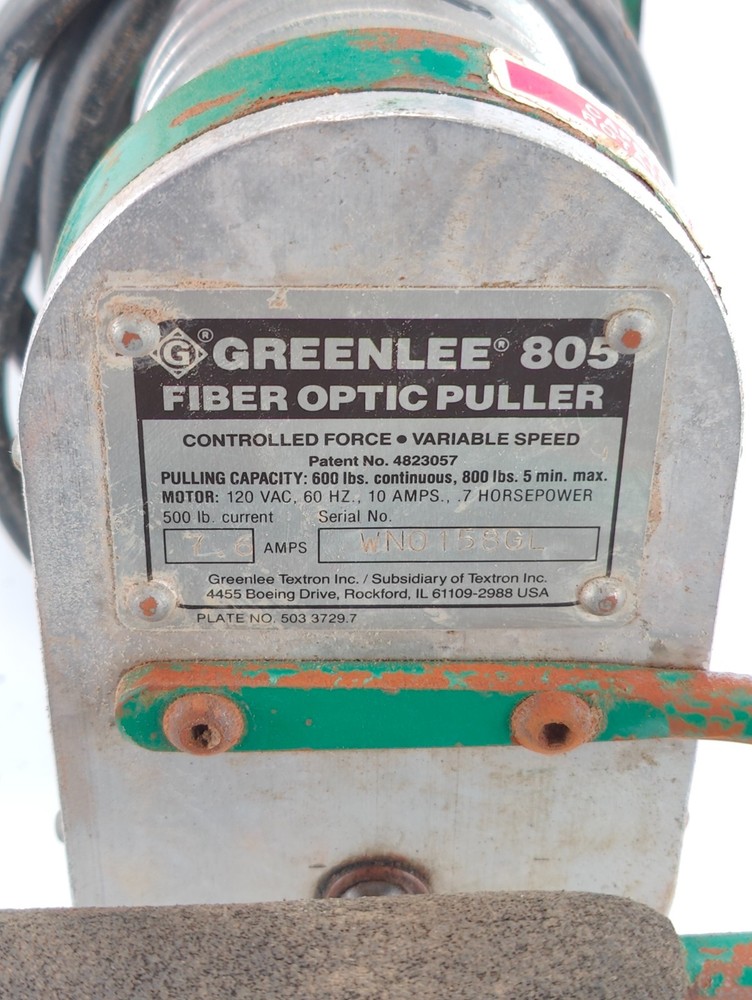 G® GREENLEE® 805
FIBER OPTIC PULLER
CONTROLLED FORCE ● VARIABLE SPEED
Patent No. 4823057
PULLING CAPACITY: 600 lbs. continuous, 800 lbs. 5 min. max.
MOTOR: 120 VAC, 60 HZ., 10 AMPS., .7 HORSEPOWER
500 lb. current Serial No.
7.6 AMPS
Greenlee Textron Inc. / Subsidiary of Textron Inc.
4455 Boeing Drive, Rockford, IL 61109-2988 USA
PLATE NO. 503 3729.7